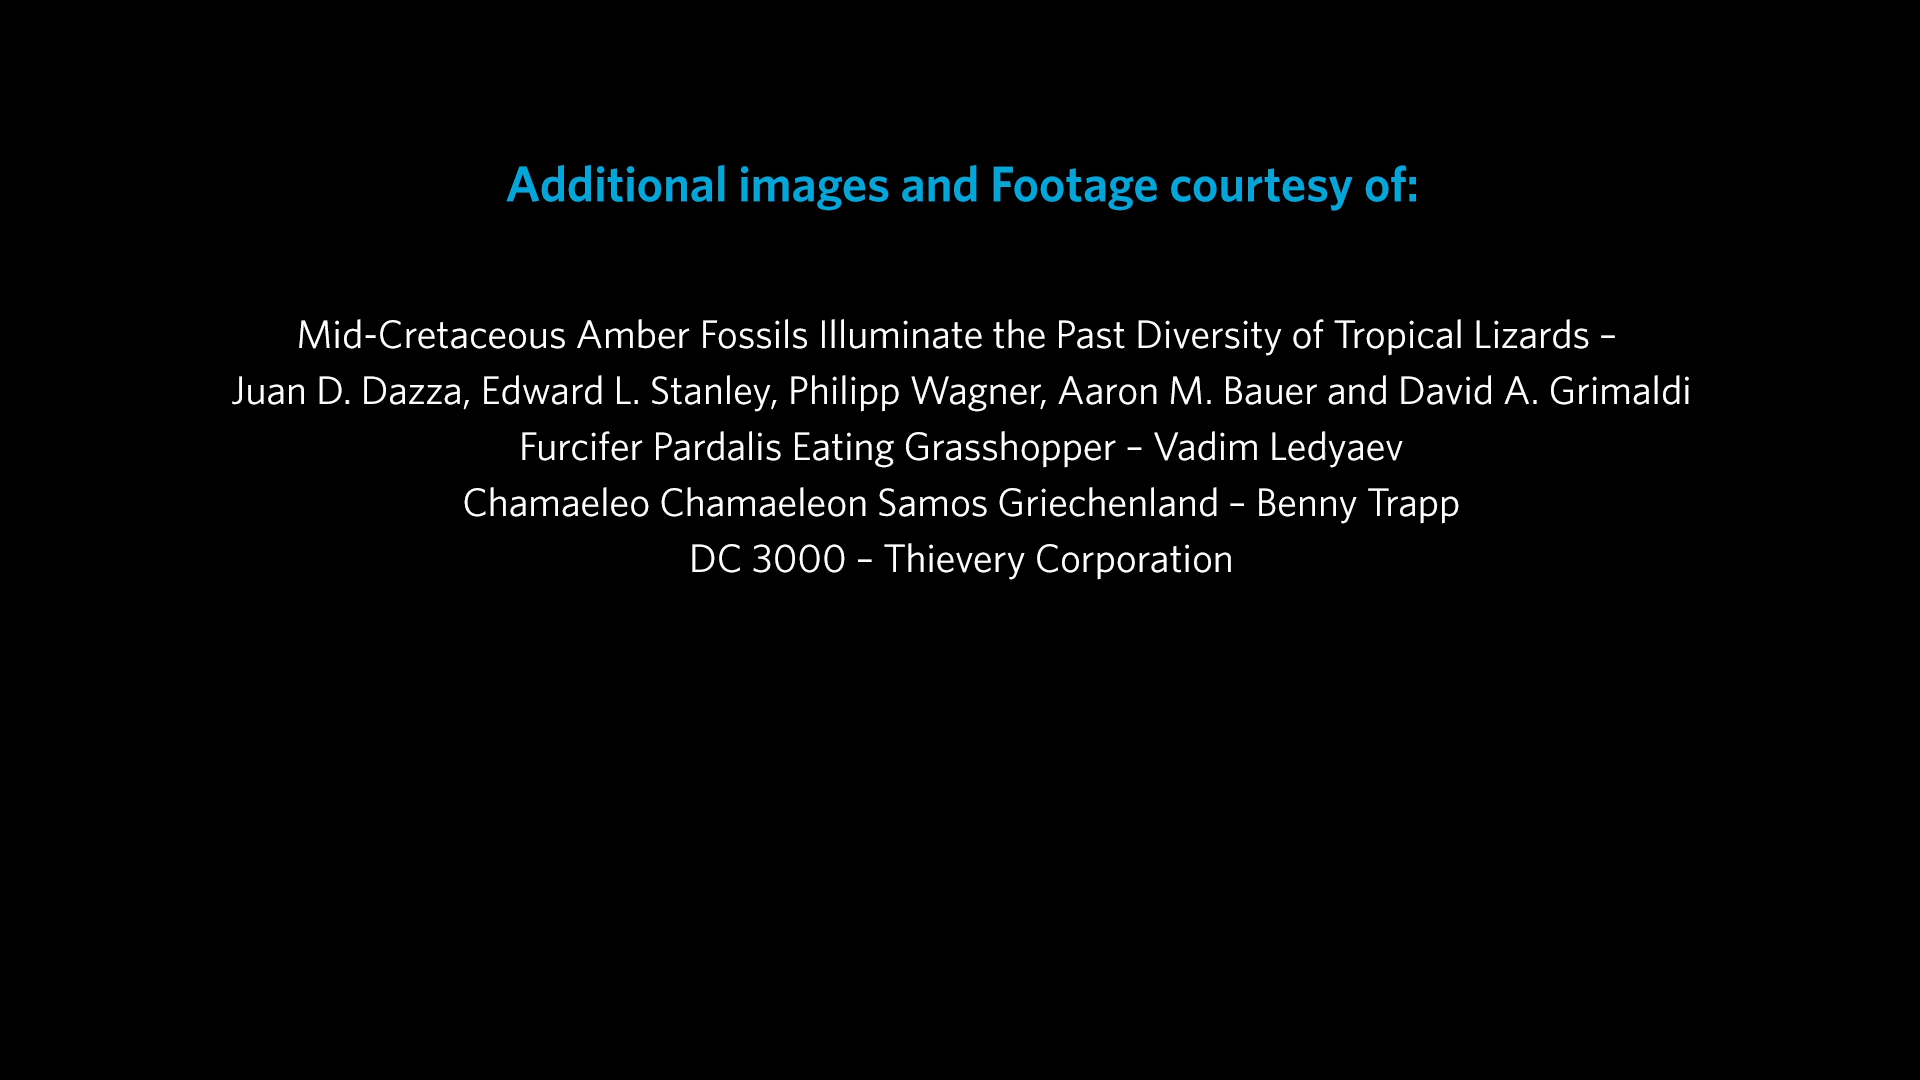 Additional images and Footage courtesy of:
Mid-Cretaceous Amber Fossils Illuminate the Past Diversity of Tropical Lizards –
Juan D. Dazza, Edward L. Stanley, Philipp Wagner, Aaron M. Bauer and David A. Grimaldi
Furcifer Pardalis Eating Grasshopper – Vadim Ledyaev
Chamaeleo Chamaeleon Samos Griechenland – Benny Trapp
DC 3000 – Thievery Corporation